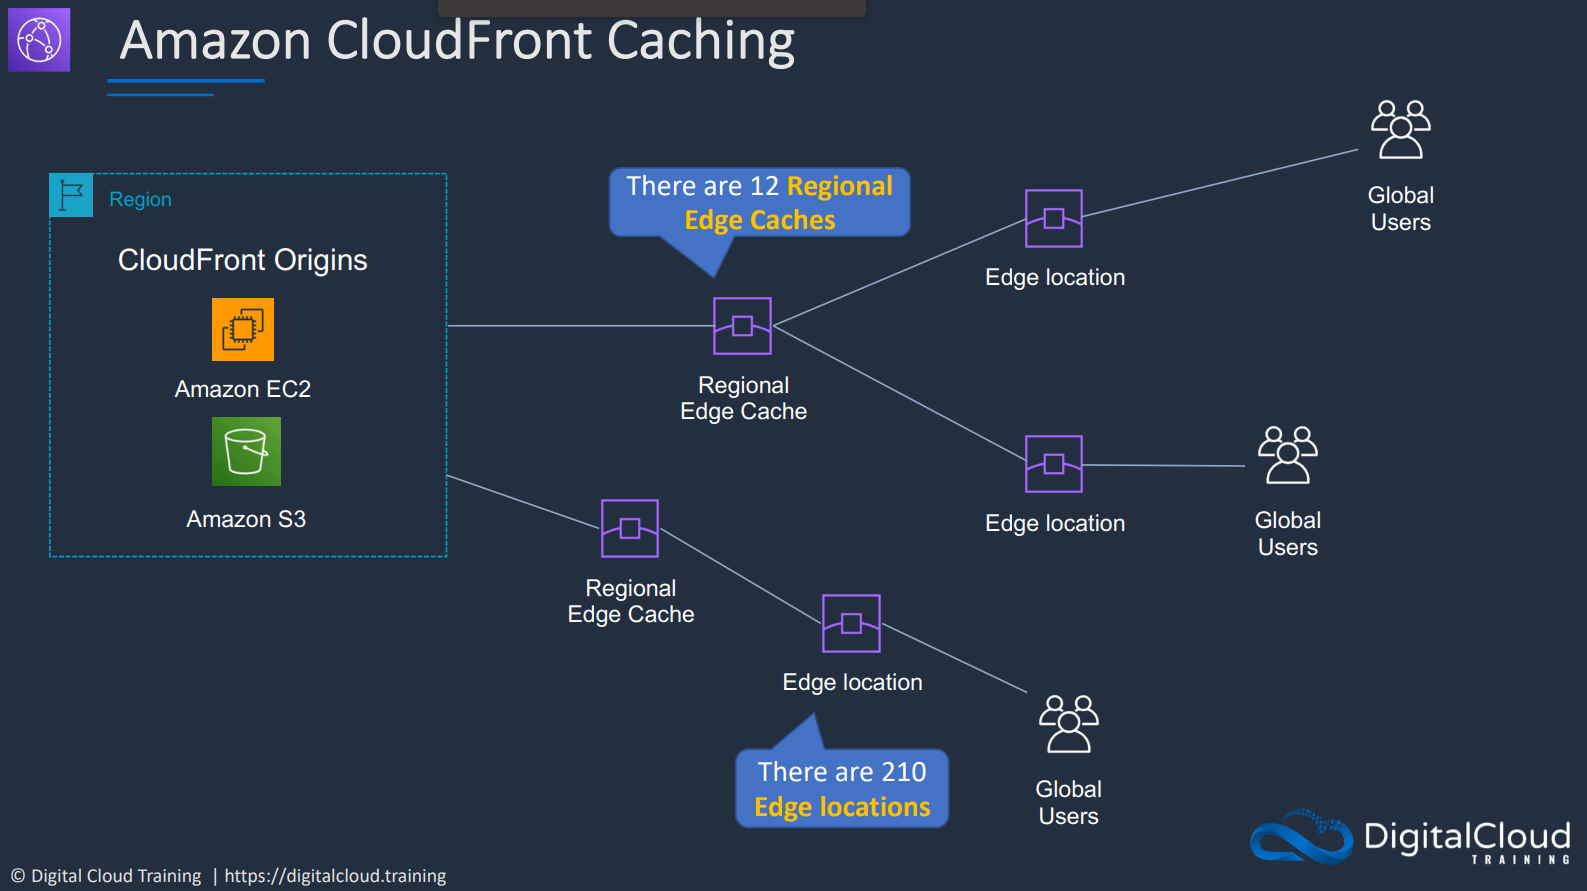 Amazon CloudFront Caching
Region
CloudFront Origins
Amazon EC2
Amazon S3
There are 12 Regional
Edge Caches
Regional
Edge Cache
Edge location
Global
Users
Edge location
Global
Users
Regional
Edge Cache
Edge location
There are 210
Edge locations
Global
Users
DigitalCloud
TRAINING
© Digital Cloud Training | https://digitalcloud.training